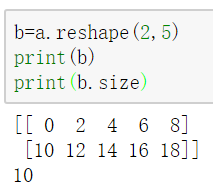 b=a.reshape(2,5)
print(b)
print(b.size)
[[ 0 2 4 6 8]
[10 12 14 16 18]]
10